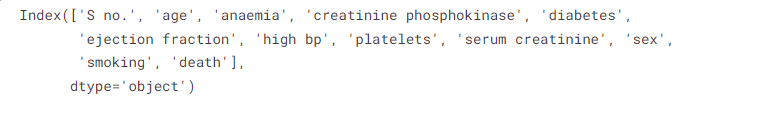 Index(['S no.', 'age', 'anaemia', 'creatinine phosphokinase', 'diabetes',
'ejection fraction', 'high bp', 'platelets', 'serum creatinine', 'sex',
'smoking', 'death'],
dtype='object')